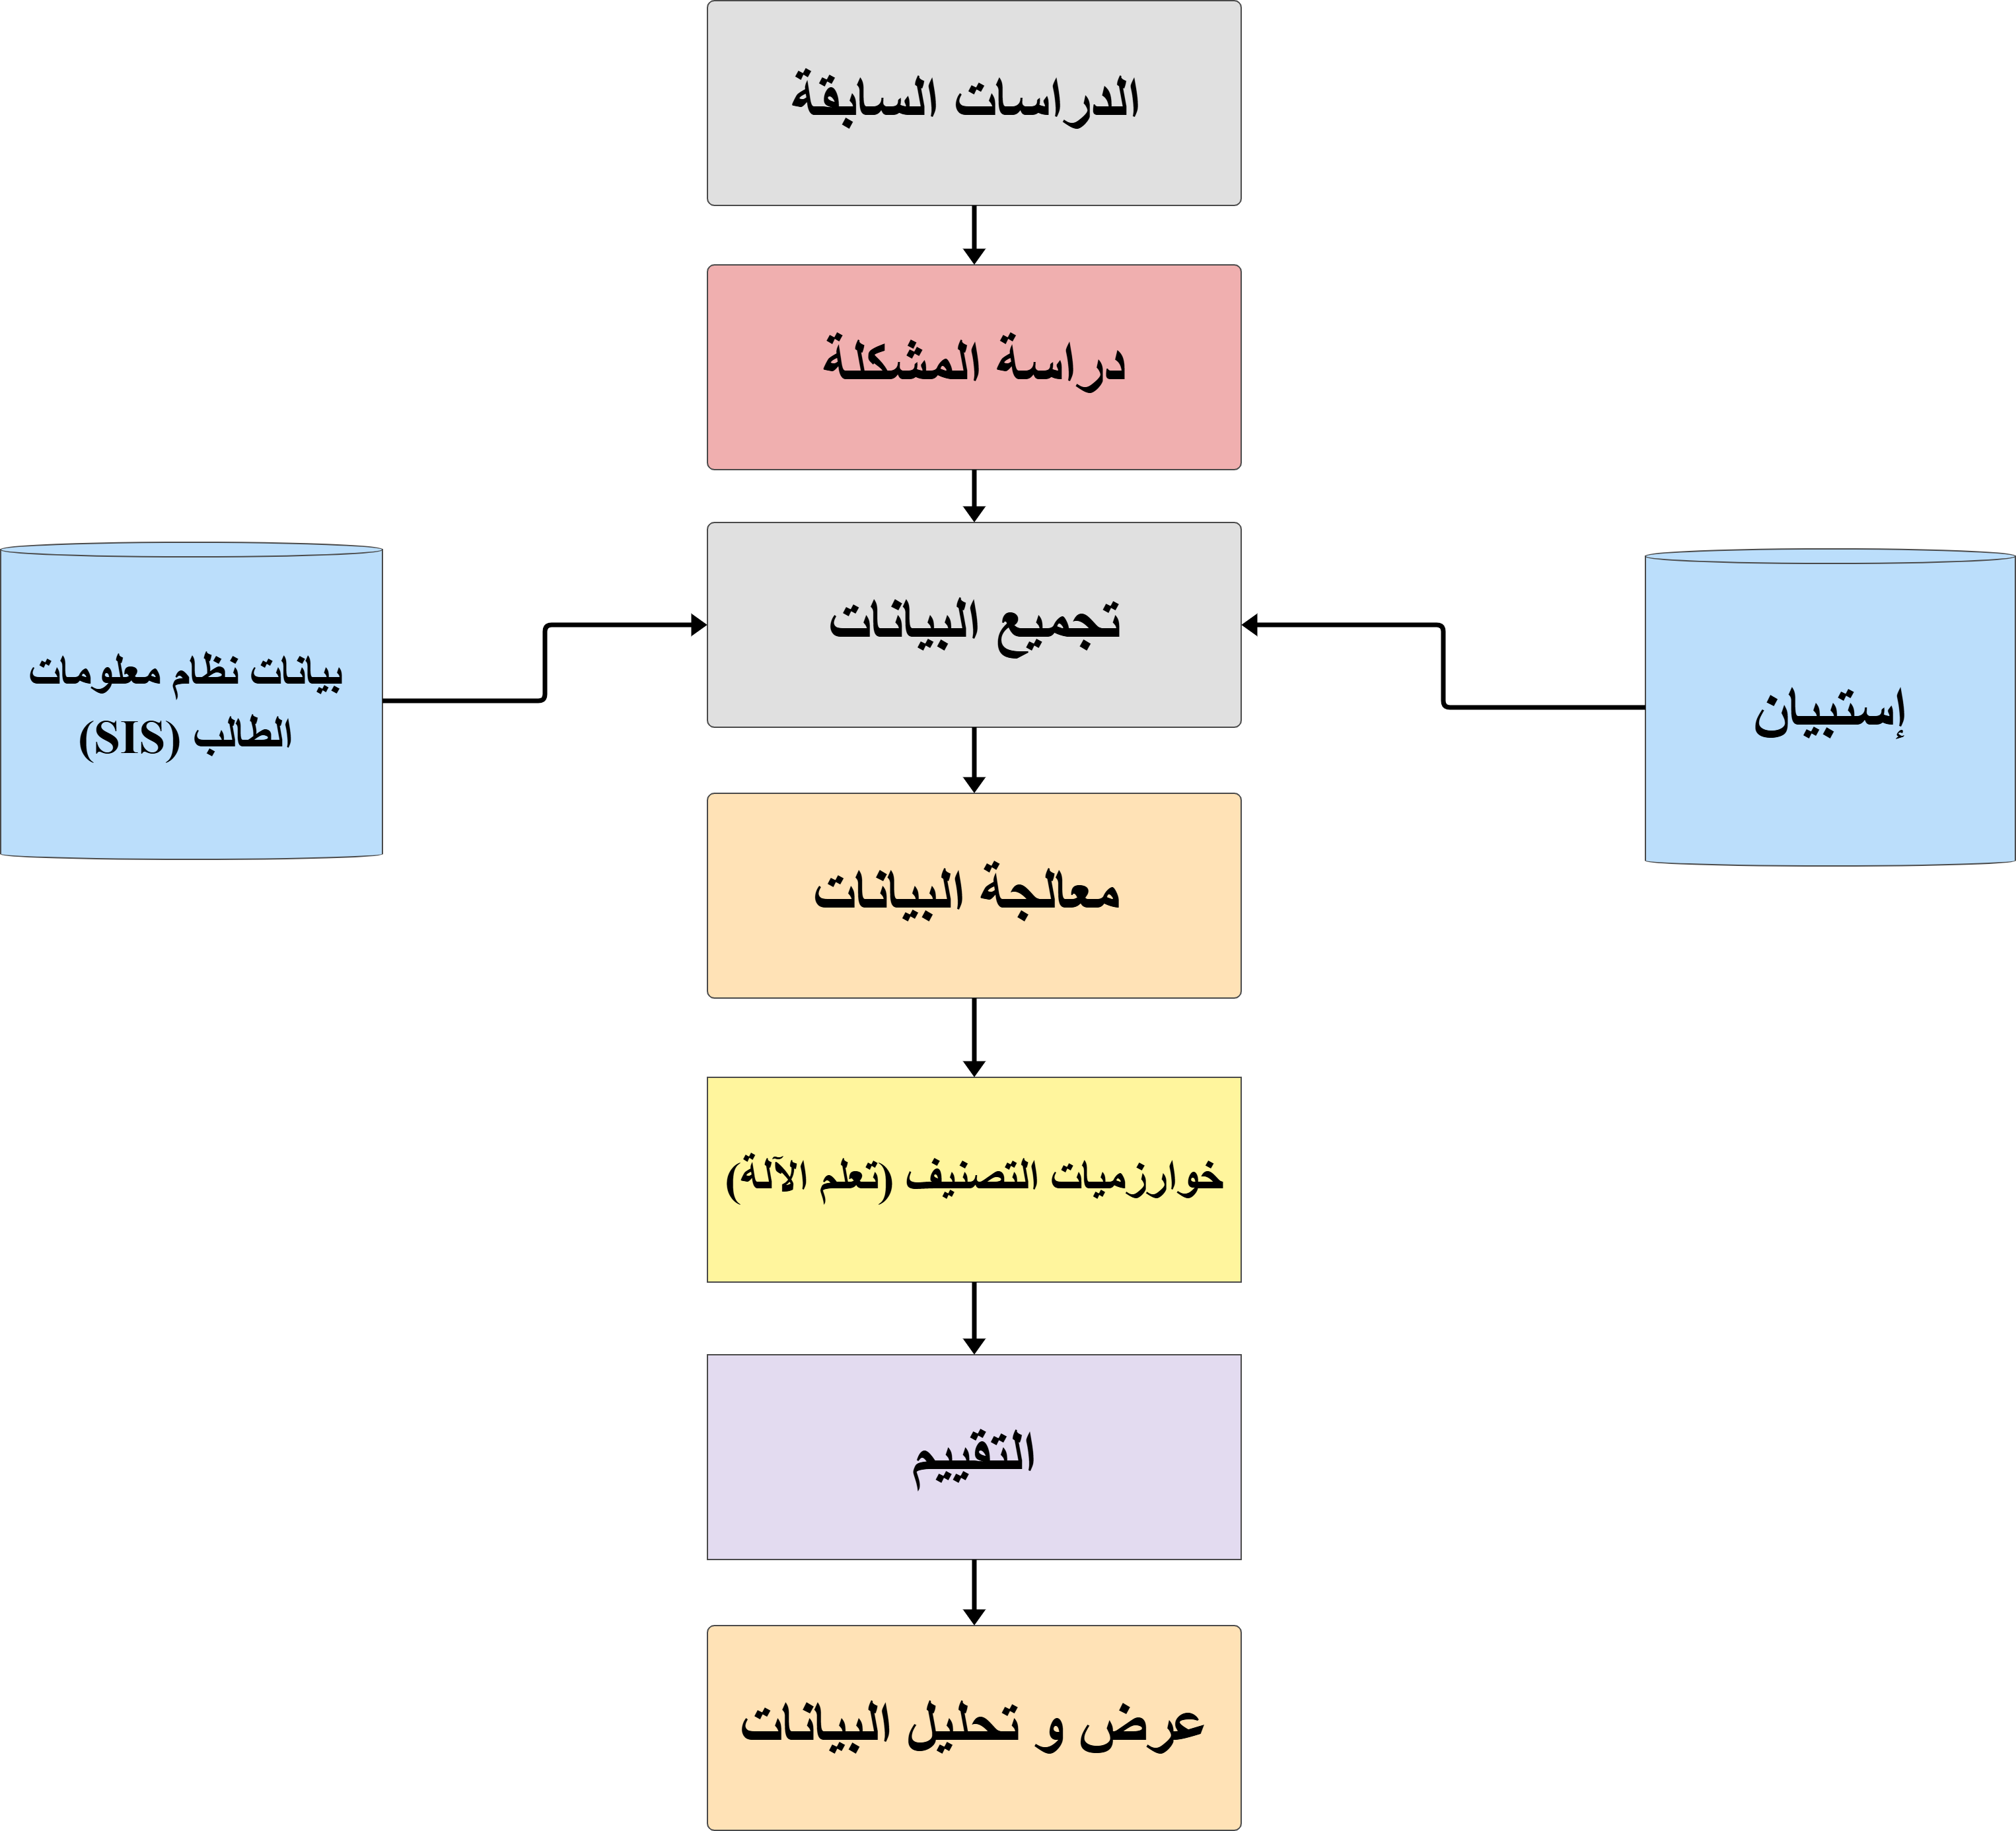 الدراسات السابقة
دراسة المشكلة
تجميع البيانات
إستبيان
بيانات نظام معلومات
الطالب (SIS)
معالجة البيانات
خوارزميات التصنيف (تعلم الآلة)
التقييم
عرض و تحليل البيانات